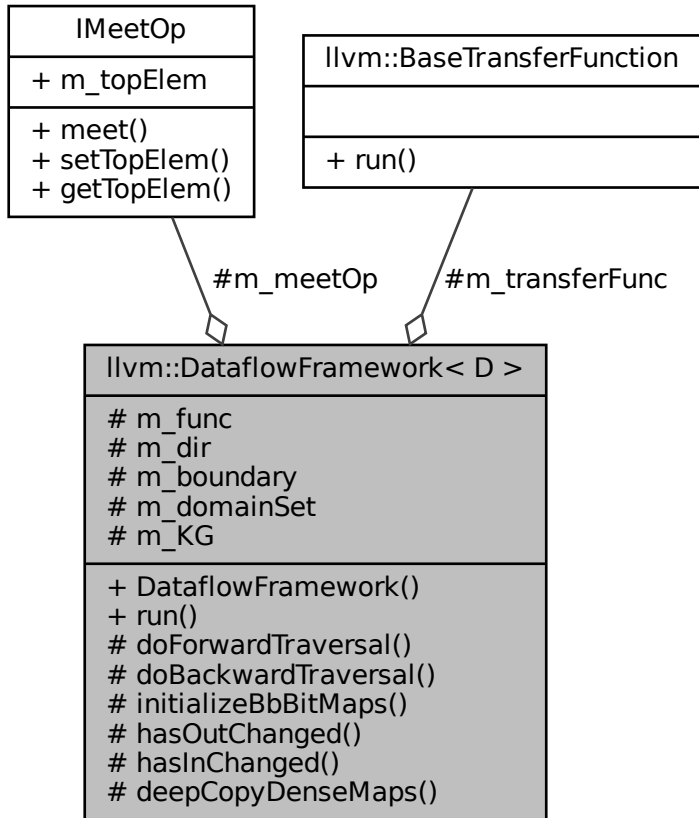 IMeetOp
+ m_topElem
+ meet()
+ setTopElem()
+ getTopElem()
llvm::BaseTransferFunction
+ run()
#m_meetOp
#m_transferFunc
llvm::DataflowFramework< D >
# m_func
# m_dir
# m_boundary
# m_domainSet
# m_KG
+ DataflowFramework()
+ run()
# doForwardTraversal()
# doBackwardTraversal()
# initializeBbBitMaps()
# hasOutChanged()
# hasInChanged()
# deepCopyDenseMaps()